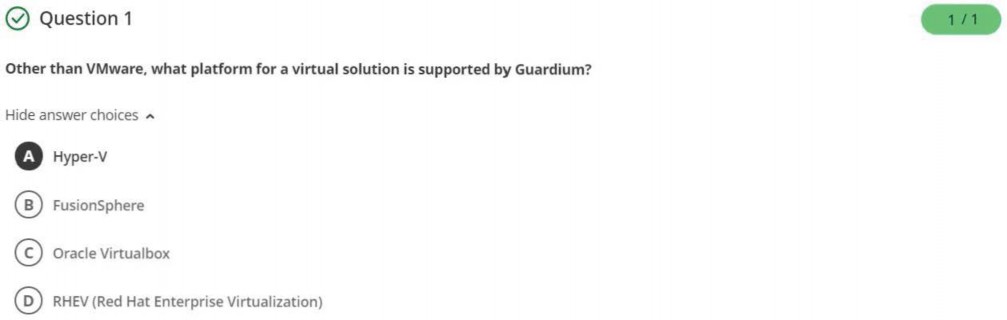 Question 1
1 / 1
Other than VMware, what platform for a virtual solution is supported by Guardium?
Hide answer choices
A Hyper-V
B FusionSphere
C Oracle Virtualbox
D RHEV (Red Hat Enterprise Virtualization)